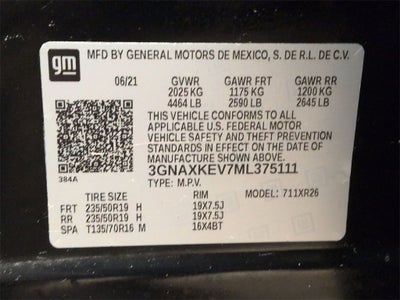 gm
MFD BY GENERAL MOTORS DE MEXICO, S. DE R.L. DE C.V.
06/21 GVWR GAWR FRT GAWR RR
2025 KG 1175 KG 1200 KG
4464 LB 2590 LB 2645 LB
THIS VEHICLE CONFORMS TO ALL
APPLICABLE U.S. FEDERAL MOTOR
VEHICLE SAFETY AND THEFT PREVENTION
STANDARDS IN EFFECT ON THE DATE OF
MANUFACTURE SHOWN ABOVE.
384A 3GNAXKEV7ML375111
TYPE: M.P.V.
TIRE SIZE RIM MODEL: 711XR26
FRT 235/50R19 H 19X7.5J
RR 235/50R19 H 19X7.5J
SPA T135/70R16 M 16X4BT